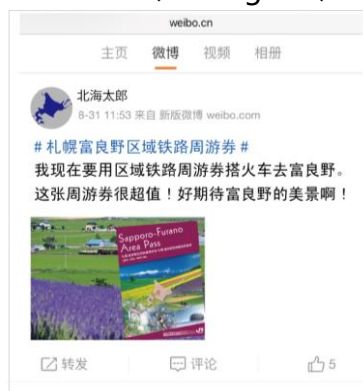 weibo.cn
主页 微博 视频 相册
北海太郎
8-31 11:53 来自 新版微博 weibo.com
#札幌富良野区域铁路周游券#
我现在要用区域铁路周游券搭火车去富良野。
这张周游券很超值！好期待富良野的美景啊！
Sapporo-Furano
Area Pass
JR
转发 评论 5